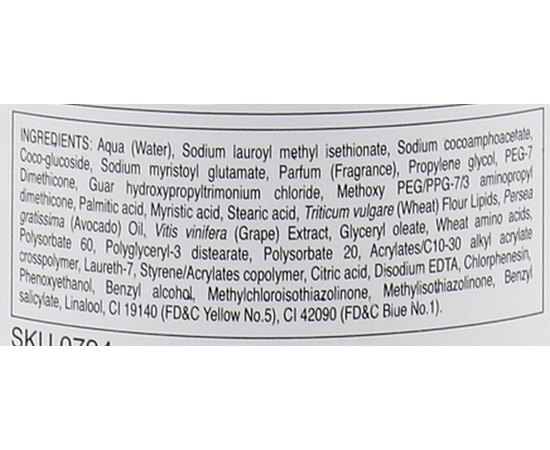 INGREDIENTS: Aqua (Water), Sodium lauroyl methyl isethionate, Sodium cocoamphoacetate,
Coco-glucoside, Sodium myristoyl glutamate, Parfum (Fragrance), Propylene glycol, PEG-7
Dimethicone, Guar hydroxypropyltrimonium chloride, Methoxy PEG/PPG-7/3 aminopropyl
dimethicone, Palmitic acid, Myristic acid, Stearic acid, Triticum vulgare (Wheat) Flour Lipids, Persea
gratissima (Avocado) Oil, Vitis vinifera (Grape) Extract, Glyceryl oleate, Wheat amino acids,
Polysorbate 60, Polyglyceryl-3 distearate, Polysorbate 20, Acrylates/C10-30 alkyl acrylate
crosspolymer, Laureth-7, Styrene/Acrylates copolymer, Citric acid, Disodium EDTA, Chlorphenesin,
Phenoxyethanol, Benzyl alcohol, Methylchloroisothiazolinone, Methylisothiazolinone, Benzyl
salicylate, Linalool, CI 19140 (FD&C Yellow No.5), CI 42090 (FD&C Blue No.1).
SKU